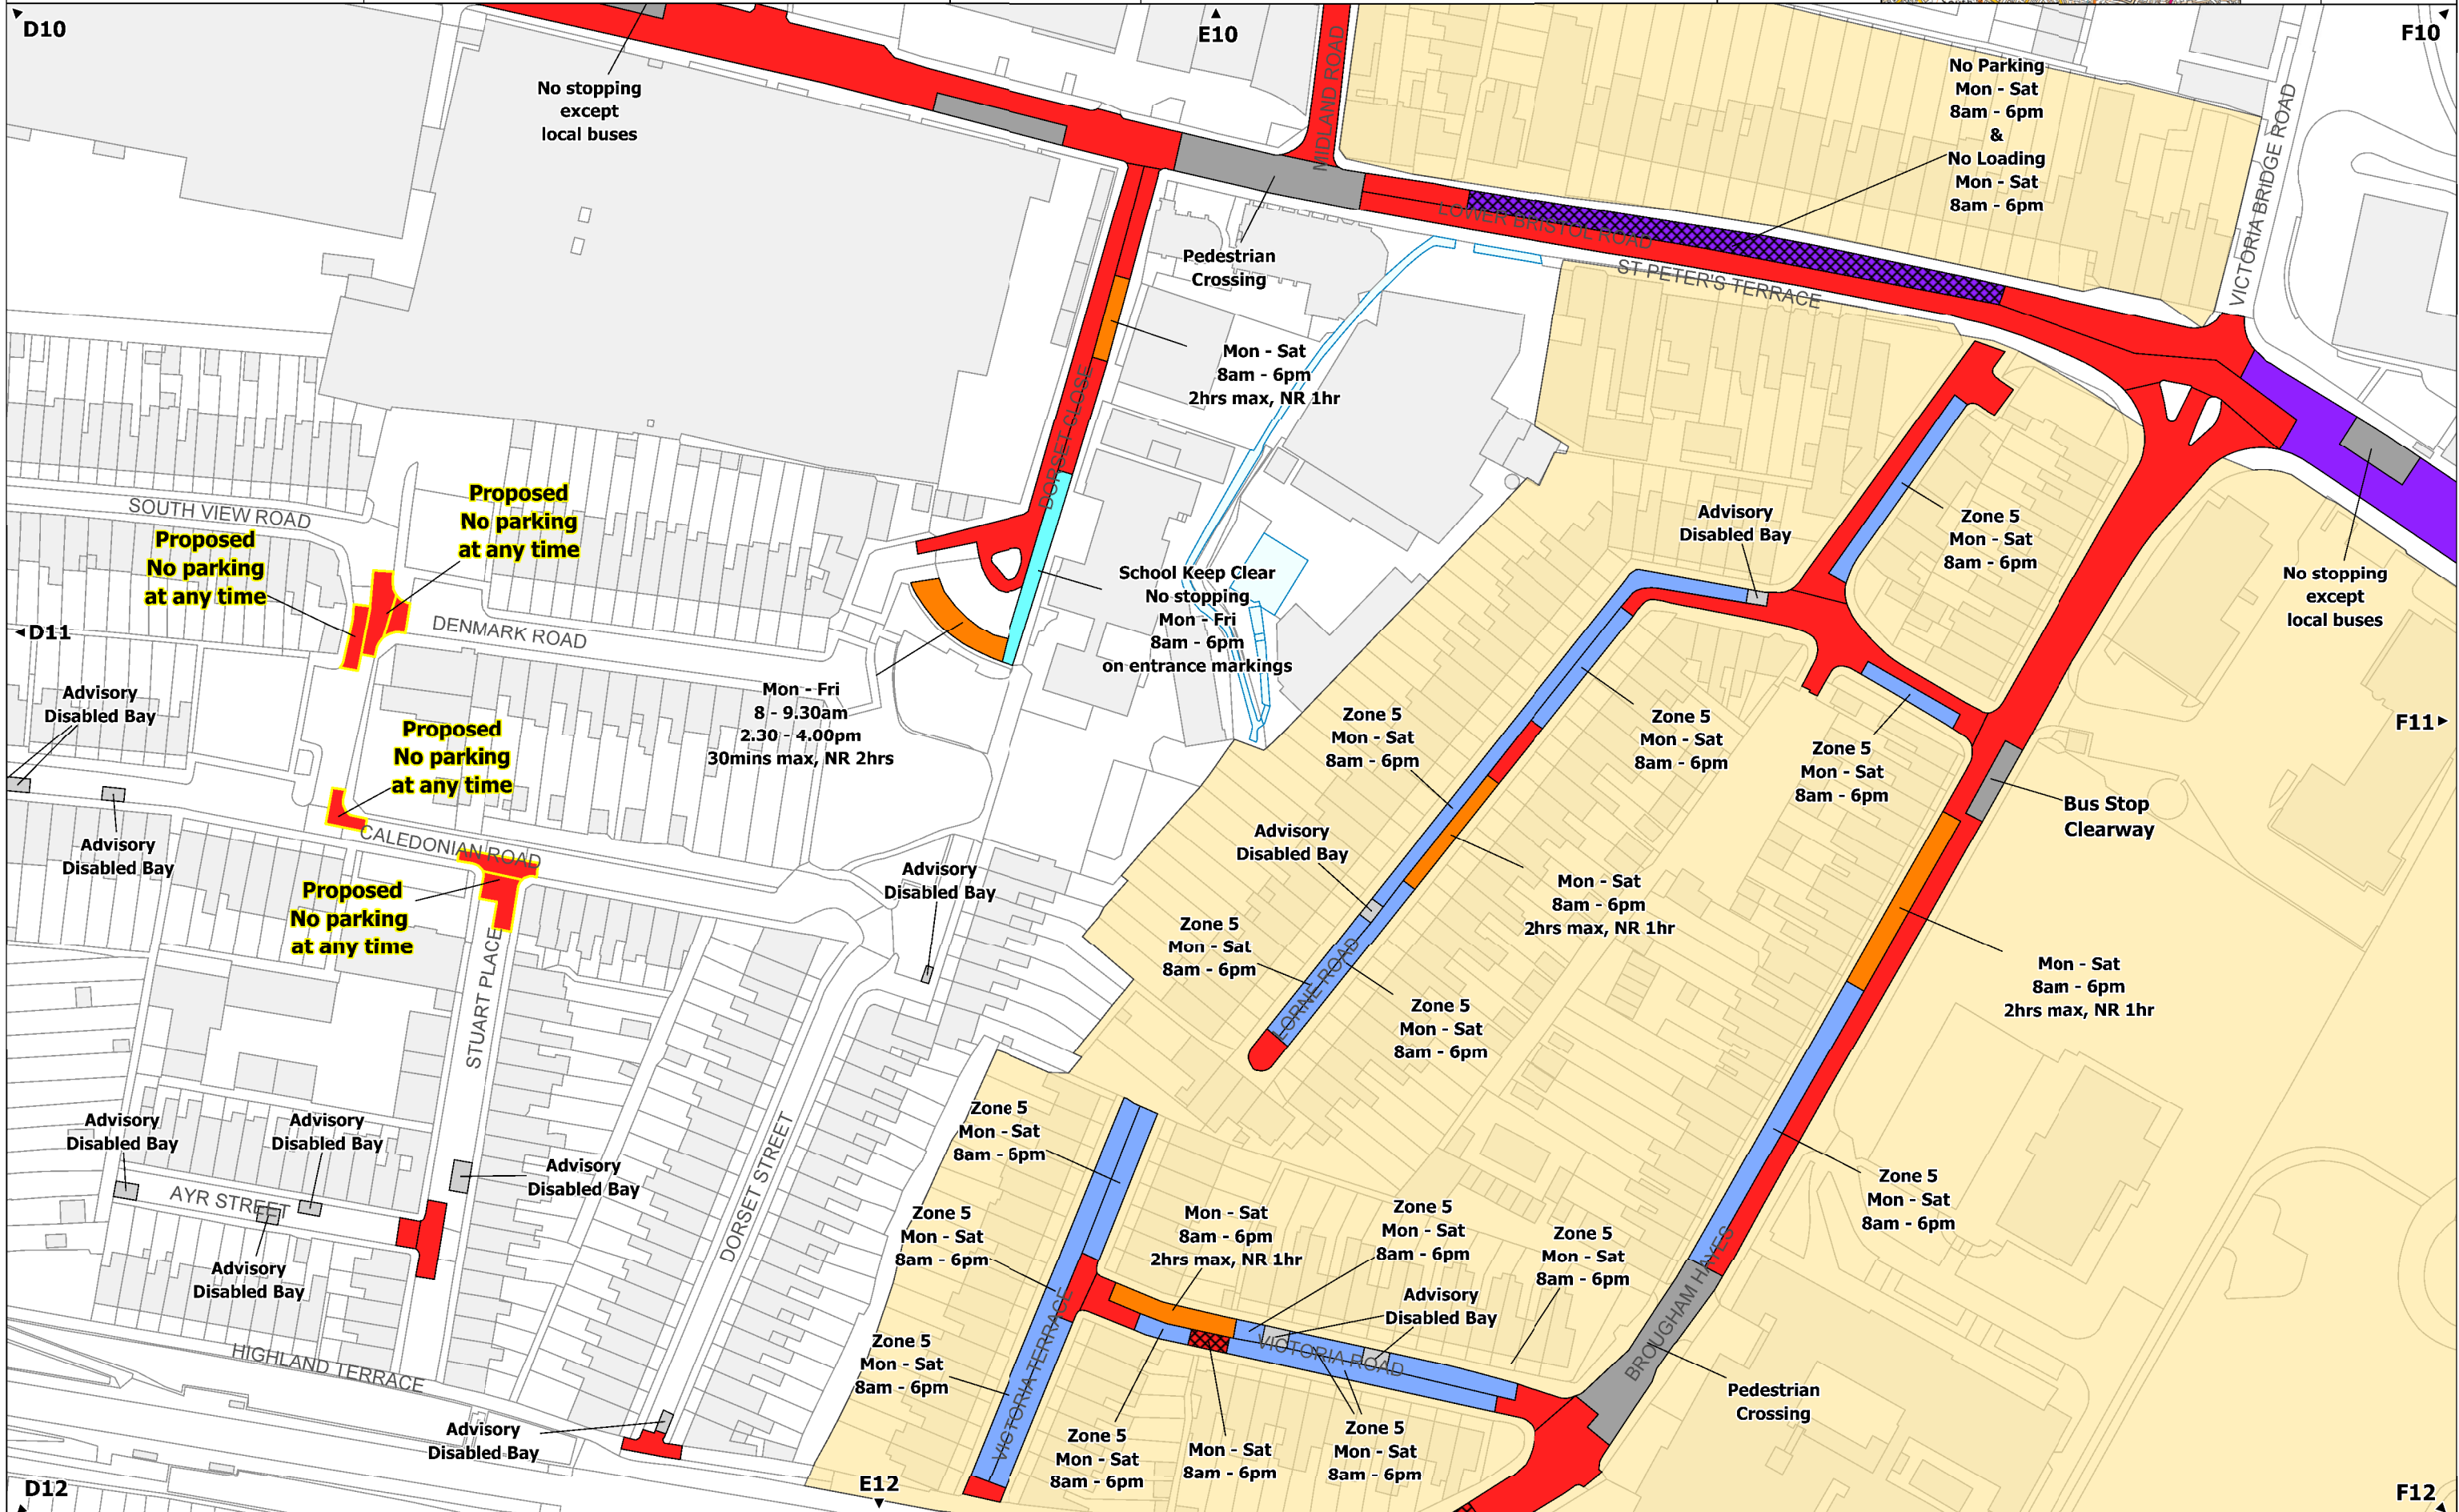 D10
E10
F10
No stopping
except
local buses
MIDLAND ROAD
No Parking
Mon - Sat
8am - 6pm
&
No Loading
Mon - Sat
8am - 6pm
VICTORIA BRIDGE ROAD
LOWER BRISTOL ROAD
ST PETER'S TERRACE
Pedestrian
Crossing
Mon - Sat
8am - 6pm
2hrs max, NR 1hr
DORSET CLOSE
SOUTH VIEW ROAD
Proposed
No parking
at any time
Proposed
No parking
at any time
DENMARK ROAD
School Keep Clear
No stopping
Mon - Fri
8am - 6pm
on entrance markings
Advisory
Disabled Bay
Zone 5
Mon - Sat
8am - 6pm
No stopping
except
local buses
D11
Advisory
Disabled Bay
Proposed
No parking
at any time
Mon - Fri
8 - 9.30am
2.30 - 4.00pm
30mins max, NR 2hrs
Zone 5
Mon - Sat
8am - 6pm
Zone 5
Mon - Sat
8am - 6pm
Zone 5
Mon - Sat
8am - 6pm
F11
Bus Stop
Clearway
Advisory
Disabled Bay
CALEDONIAN ROAD
Advisory
Disabled Bay
Advisory
Disabled Bay
Proposed
No parking
at any time
Mon - Sat
8am - 6pm
2hrs max, NR 1hr
Zone 5
Mon - Sat
8am - 6pm
LORNE ROAD
Mon - Sat
8am - 6pm
2hrs max, NR 1hr
STUART PLACE
Zone 5
Mon - Sat
8am - 6pm
Advisory
Disabled Bay
Advisory
Disabled Bay
Advisory
Disabled Bay
AYR STREET
Advisory
Disabled Bay
DORSET STREET
Zone 5
Mon - Sat
8am - 6pm
Zone 5
Mon - Sat
8am - 6pm
Mon - Sat
8am - 6pm
2hrs max, NR 1hr
Zone 5
Mon - Sat
8am - 6pm
Zone 5
Mon - Sat
8am - 6pm
Zone 5
Mon - Sat
8am - 6pm
Advisory
Disabled Bay
BROUGHAM HAYES
VICTORIA TERRACE
VICTORIA ROAD
HIGHLAND TERRACE
Zone 5
Mon - Sat
8am - 6pm
Pedestrian
Crossing
Advisory
Disabled Bay
Zone 5
Mon - Sat
8am - 6pm
Mon - Sat
8am - 6pm
Zone 5
Mon - Sat
8am - 6pm
D12
E12
F12